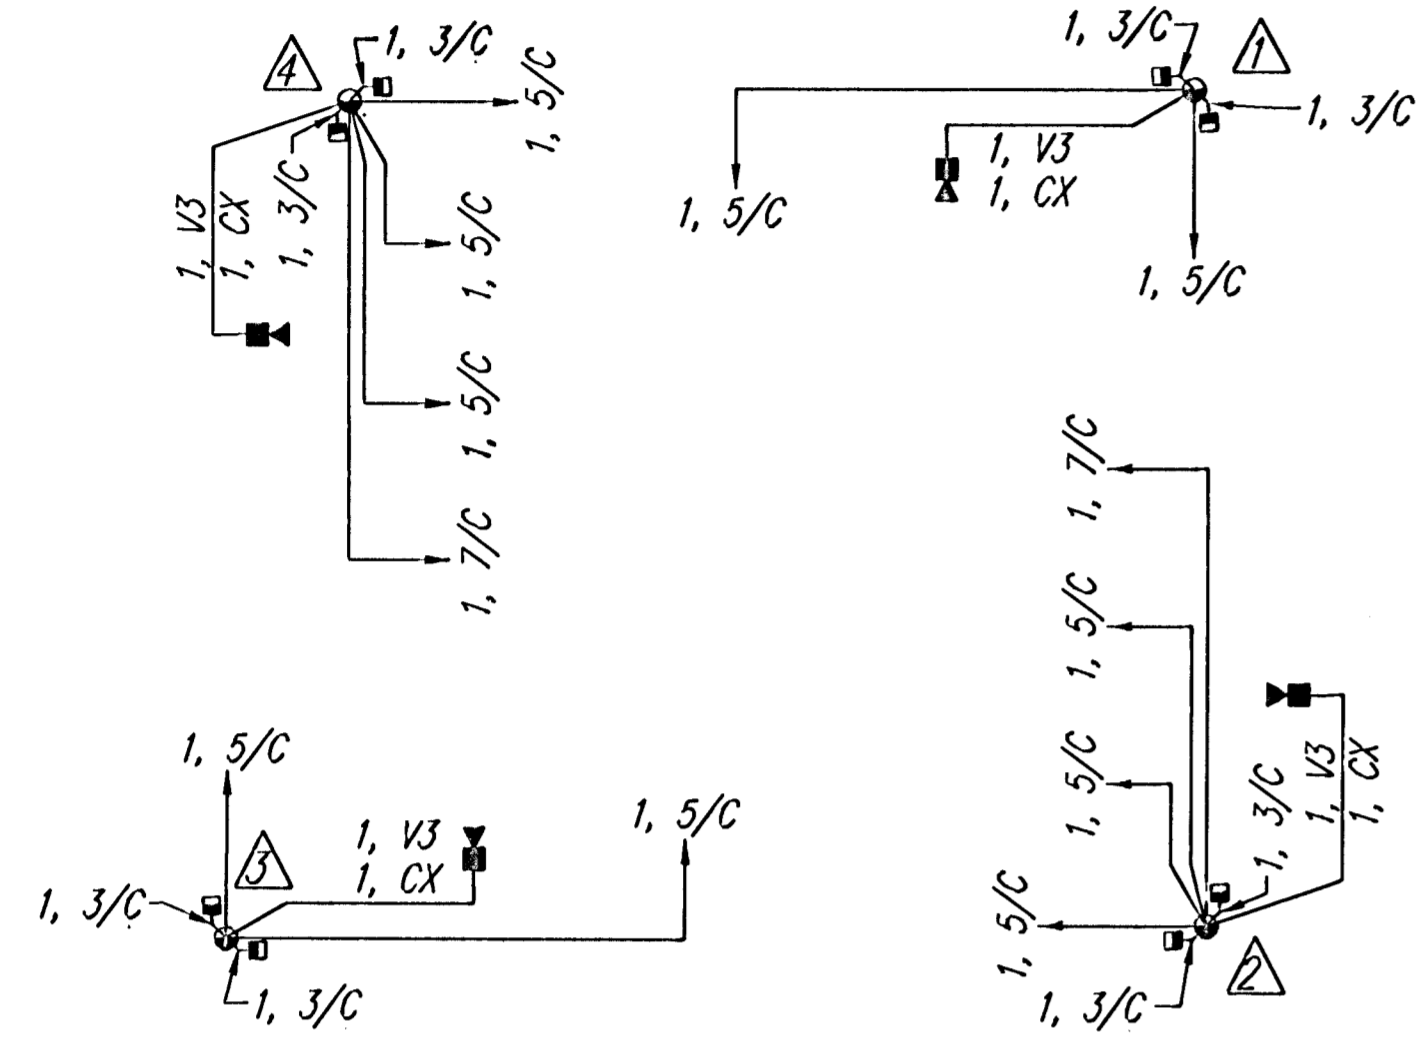 1, 3/C
4
1, 5/C
1, 3/C
1, V3
1, CX
1, 5/C
1, 5/C
1, 7/C
1, 3/C
1
1, 3/C
1, V3
1, CX
1, 5/C
1, 5/C
1, 5/C
3
1, V3
1, CX
1, 5/C
1, 3/C
1, 3/C
1, 7/C
1, 5/C
1, 5/C
1, 3/C
1, V3
1, CX
1, 5/C
2
1, 3/C